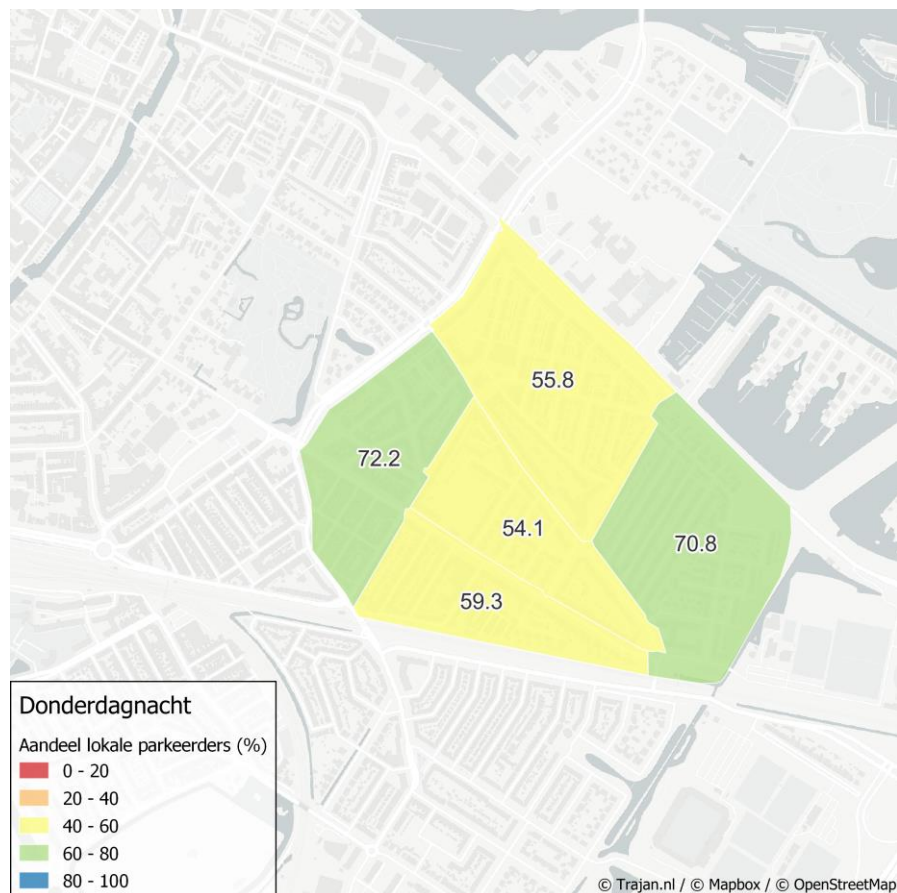 55.8
72.2
54.1
70.8
59.3
Donderdagnacht
Aandeel lokale parkeerders (%)
0 - 20
20 - 40
40 - 60
60 - 80
80 - 100
© Trajan.nl / © Mapbox / © OpenStreetMap